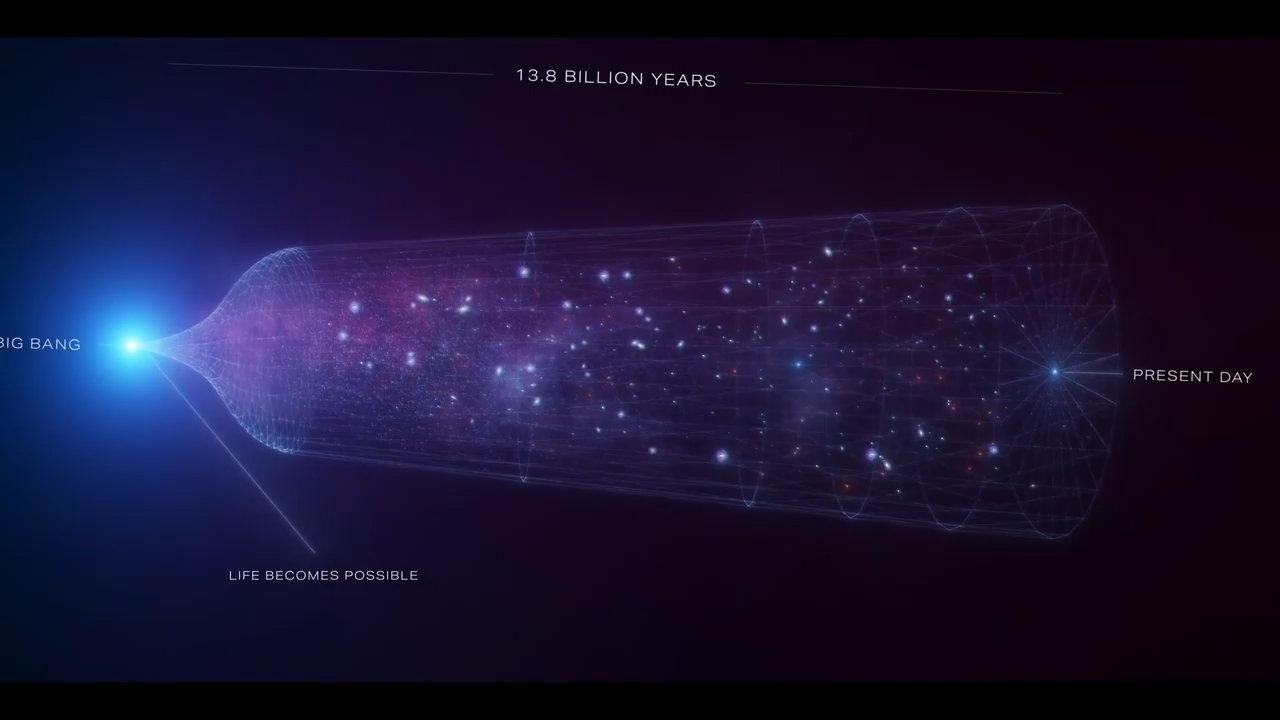 13.8 BILLION YEARS
BIG BANG
PRESENT DAY
LIFE BECOMES POSSIBLE